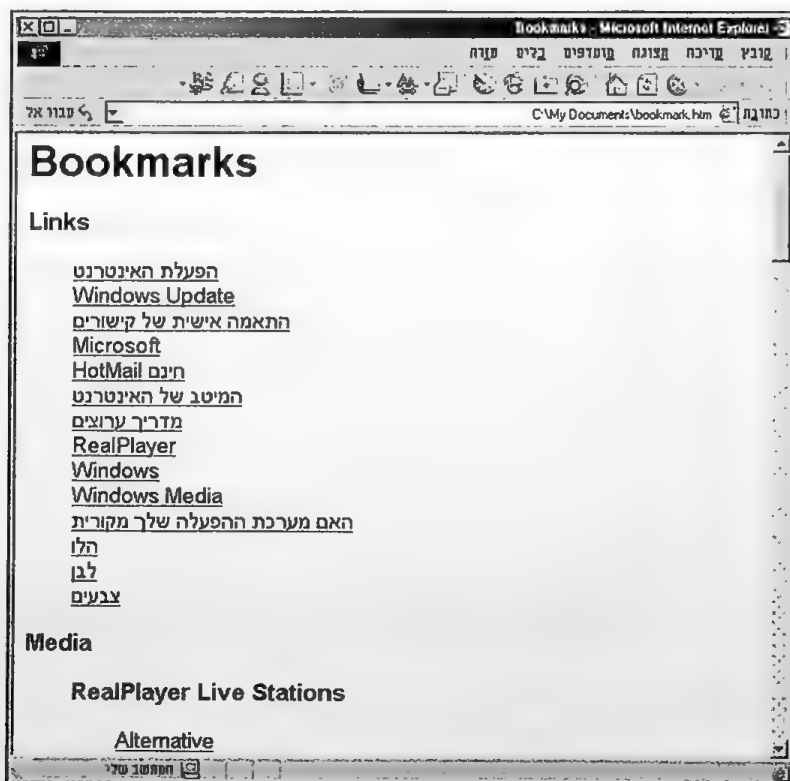 Bookmarks - Microsoft Internet Explorer
קובץ עריכה תצוגה מועדפים כלים עזרה
כתובת C:\My Documents\bookmark.htm עבור אל
Bookmarks
Links
הפעלת האינטרנט
Windows Update
התאמה אישית של קישורים
Microsoft
HotMail חינם
המיטב של האינטרנט
מדריך ערוצים
RealPlayer
Windows
Windows Media
האם מערכת ההפעלה שלך מקורית
הלו
לבן
צבעים
Media
RealPlayer Live Stations
Alternative
המחשב שלי